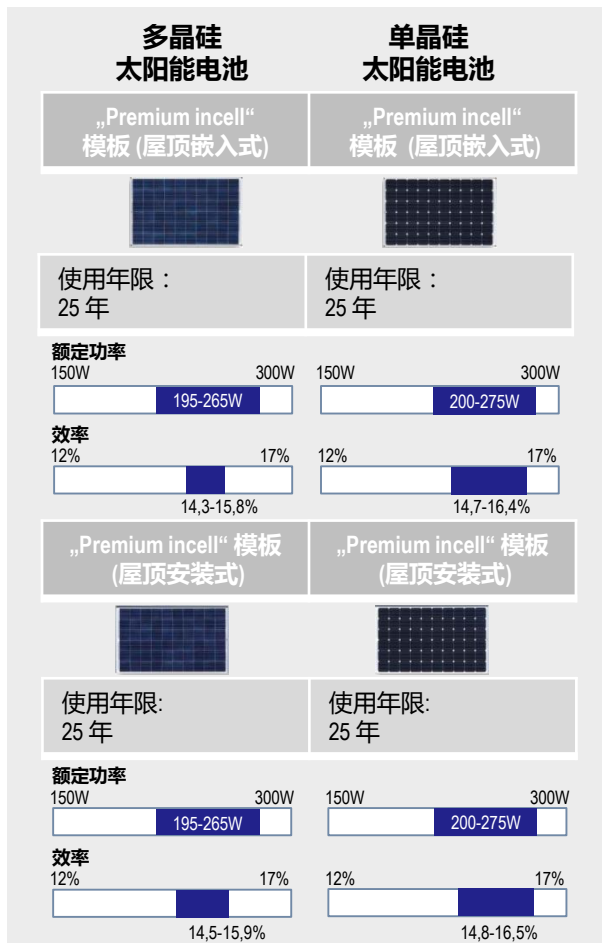 多晶硅
太阳能电池
单晶硅
太阳能电池
„Premium incell“
模板 (屋顶嵌入式)
„Premium incell“
模板 (屋顶嵌入式)
使用年限：
25 年
使用年限：
25 年
额定功率
150W 300W 150W 300W
195-265W 200-275W
效率
12% 17% 12% 17%
14,3-15,8% 14,7-16,4%
„Premium incell“ 模板
(屋顶安装式)
„Premium incell“ 模板
(屋顶安装式)
使用年限:
25 年
使用年限:
25 年
额定功率
150W 300W 150W 300W
195-265W 200-275W
效率
12% 17% 12% 17%
14,5-15,9% 14,8-16,5%